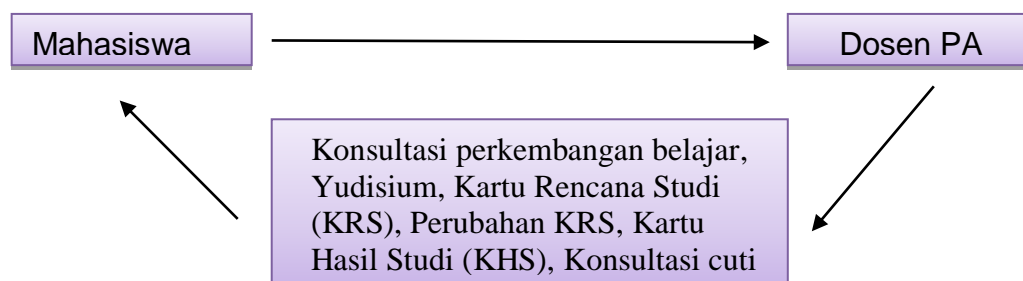 Mahasiswa
Dosen PA
Konsultasi perkembangan belajar,
Yudisium, Kartu Rencana Studi
(KRS), Perubahan KRS, Kartu
Hasil Studi (KHS), Konsultasi cuti